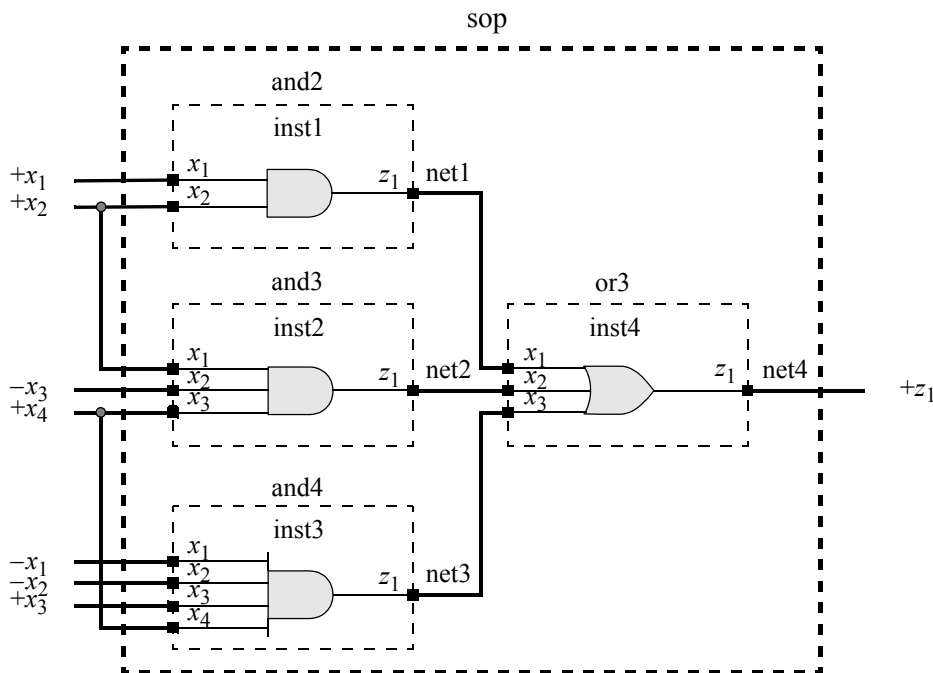 sop
and2
inst1
+x₁
x₁
z₁
net1
+x₂
x₂
and3
inst2
x₁
−x₃
x₂
z₁
net2
+x₄
x₃
or3
inst4
x₁
x₂
x₃
z₁
net4
+z₁
and4
inst3
−x₁
x₁
−x₂
x₂
+x₃
x₃
x₄
z₁
net3